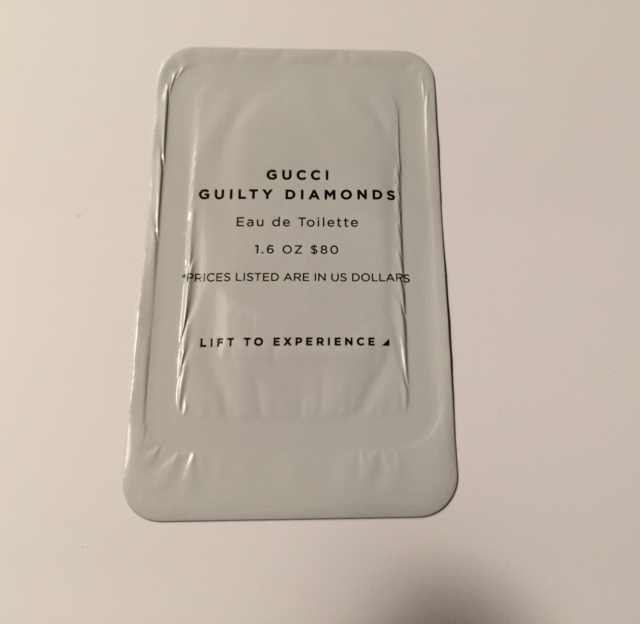 GUCCI
GUILTY DIAMONDS
Eau de Toilette
1.6 OZ $80
*PRICES LISTED ARE IN US DOLLARS
LIFT TO EXPERIENCE